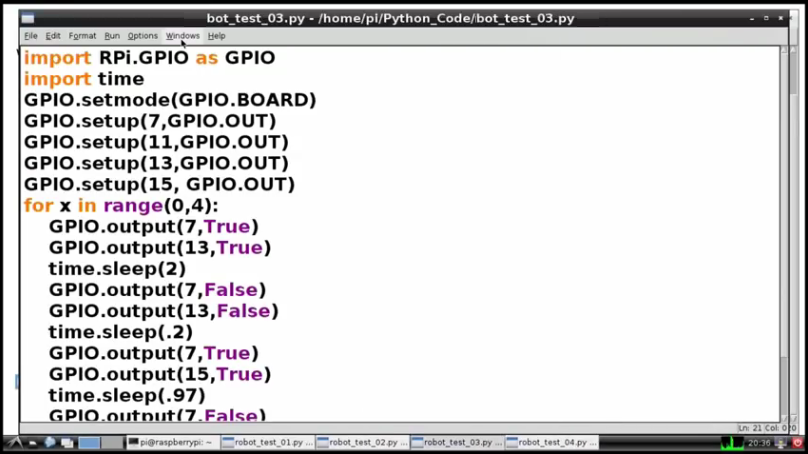 bot_test_03.py - /home/pi/Python_Code/bot_test_03.py
File Edit Format Run Options Windows Help
import RPi.GPIO as GPIO
import time
GPIO.setmode(GPIO.BOARD)
GPIO.setup(7,GPIO.OUT)
GPIO.setup(11,GPIO.OUT)
GPIO.setup(13,GPIO.OUT)
GPIO.setup(15, GPIO.OUT)
for x in range(0,4):
    GPIO.output(7,True)
    GPIO.output(13,True)
    time.sleep(2)
    GPIO.output(7,False)
    GPIO.output(13,False)
    time.sleep(.2)
    GPIO.output(7,True)
    GPIO.output(15,True)
    time.sleep(.97)
    GPIO.output(7,False)
Ln: 21 Col: 0
pi@raspberrypi: ~ robot_test_01.py ... robot_test_02.py ... robot_test_03.py ... robot_test_04.py ... 20:36